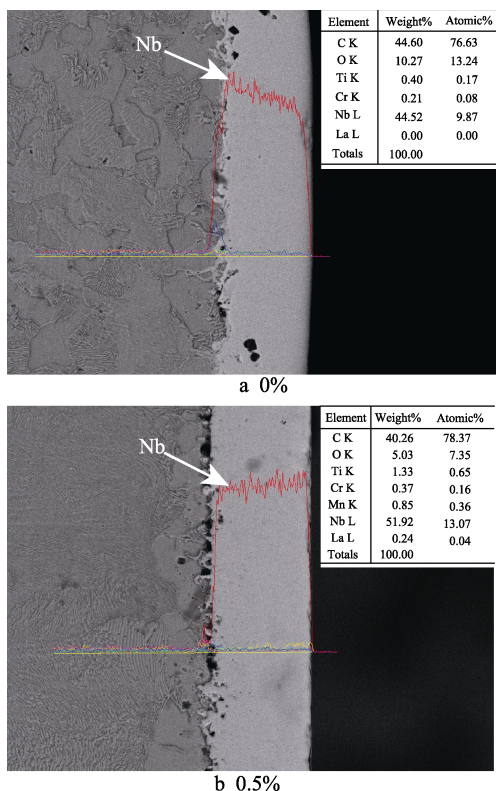 Nb
Element Weight% Atomic%
C K 44.60 76.63
O K 10.27 13.24
Ti K 0.40 0.17
Cr K 0.21 0.08
Nb L 44.52 9.87
La L 0.00 0.00
Totals 100.00
a 0%
Nb
Element Weight% Atomic%
C K 40.26 78.37
O K 5.03 7.35
Ti K 1.33 0.65
Cr K 0.37 0.16
Mn K 0.85 0.36
Nb L 51.92 13.07
La L 0.24 0.04
Totals 100.00
b 0.5%